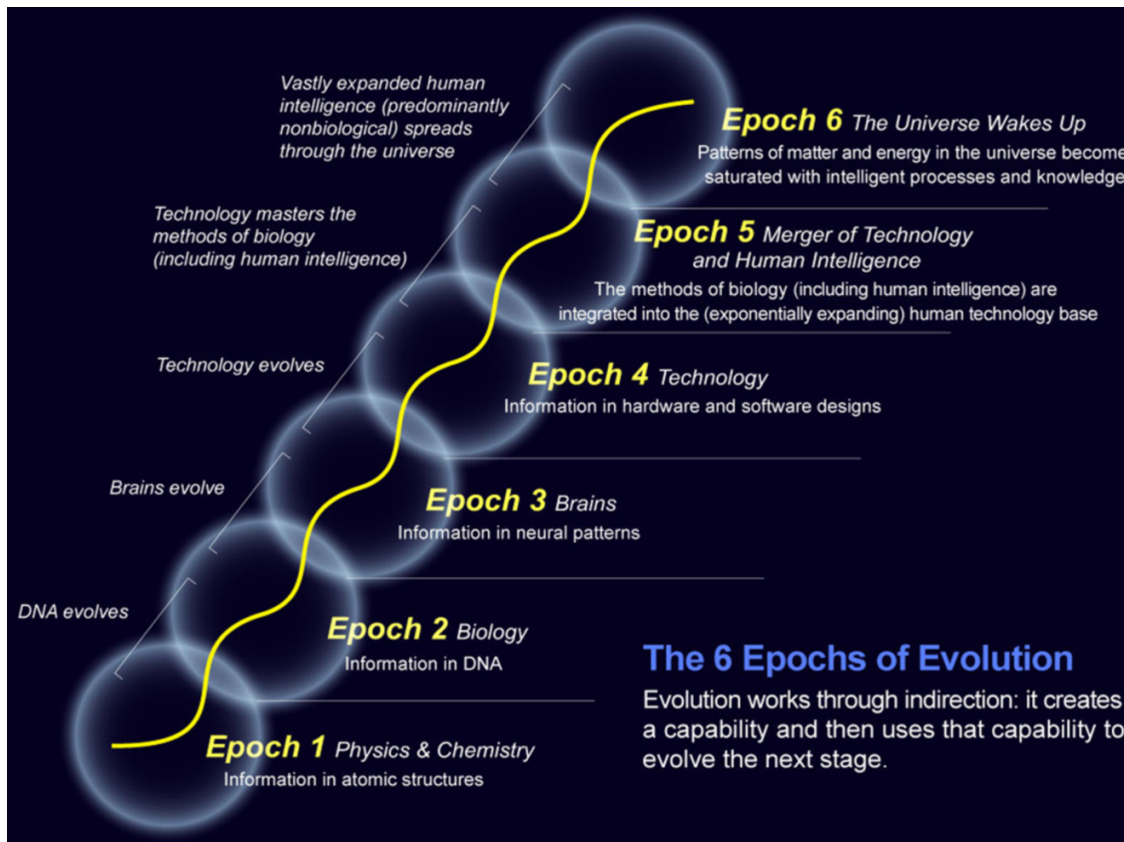 Vastly expanded human
intelligence (predominantly
nonbiological) spreads
through the universe
Epoch 6 The Universe Wakes Up
Patterns of matter and energy in the universe become
saturated with intelligent processes and knowledge
Technology masters the
methods of biology
(including human intelligence)
Epoch 5 Merger of Technology
and Human Intelligence
The methods of biology (including human intelligence) are
integrated into the (exponentially expanding) human technology base
Technology evolves
Epoch 4 Technology
Information in hardware and software designs
Brains evolve
Epoch 3 Brains
Information in neural patterns
DNA evolves
Epoch 2 Biology
Information in DNA
Epoch 1 Physics & Chemistry
Information in atomic structures
The 6 Epochs of Evolution
Evolution works through indirection: it creates
a capability and then uses that capability to
evolve the next stage.